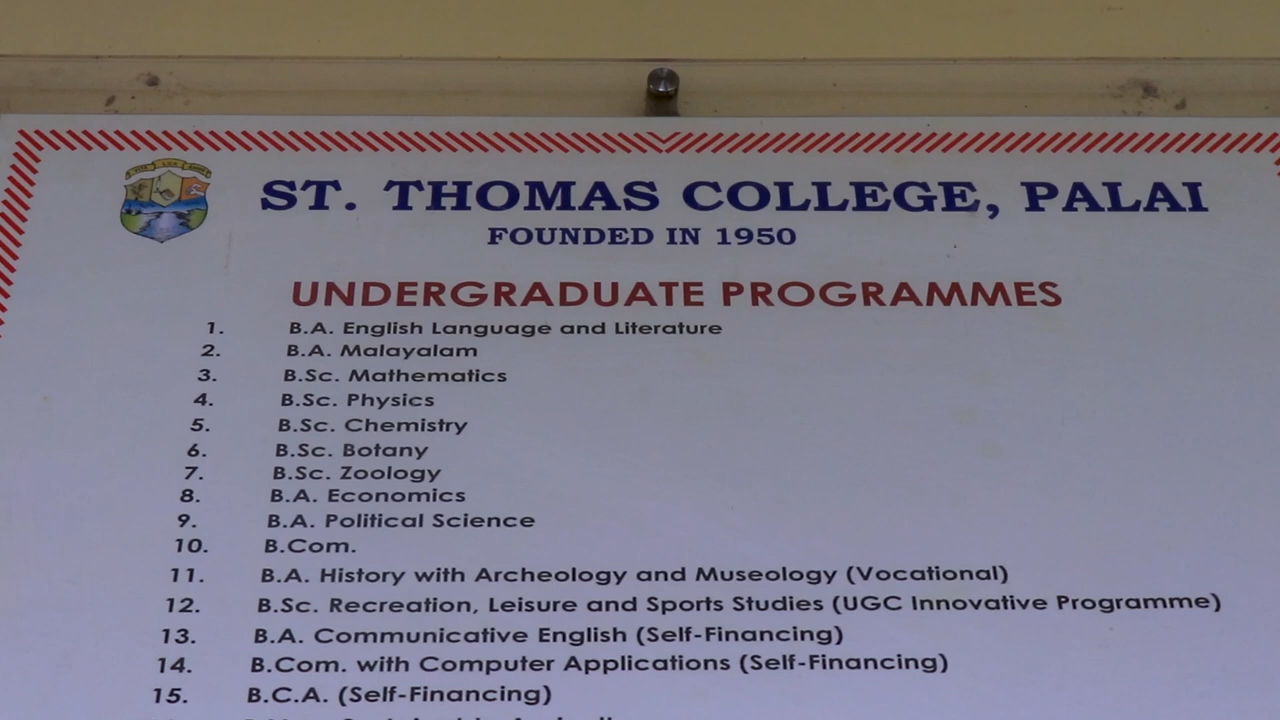 ST. THOMAS COLLEGE, PALAI
FOUNDED IN 1950
UNDERGRADUATE PROGRAMMES
1. B.A. English Language and Literature
2. B.A. Malayalam
3. B.Sc. Mathematics
4. B.Sc. Physics
5. B.Sc. Chemistry
6. B.Sc. Botany
7. B.Sc. Zoology
8. B.A. Economics
9. B.A. Political Science
10. B.Com.
11. B.A. History with Archeology and Museology (Vocational)
12. B.Sc. Recreation, Leisure and Sports Studies (UGC Innovative Programme)
13. B.A. Communicative English (Self-Financing)
14. B.Com. with Computer Applications (Self-Financing)
15. B.C.A. (Self-Financing)